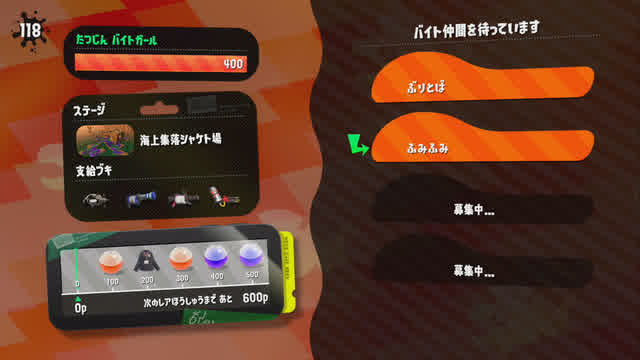 118
たつじん バイトガール
400
ステージ
海上集落シャケト場
支給ブキ
0
100
200
300
400
500
0p
次のレアほうしゅうまで あと 600p
バイト仲間を待っています
ぶりとば
ふみふみ
募集中...
募集中...